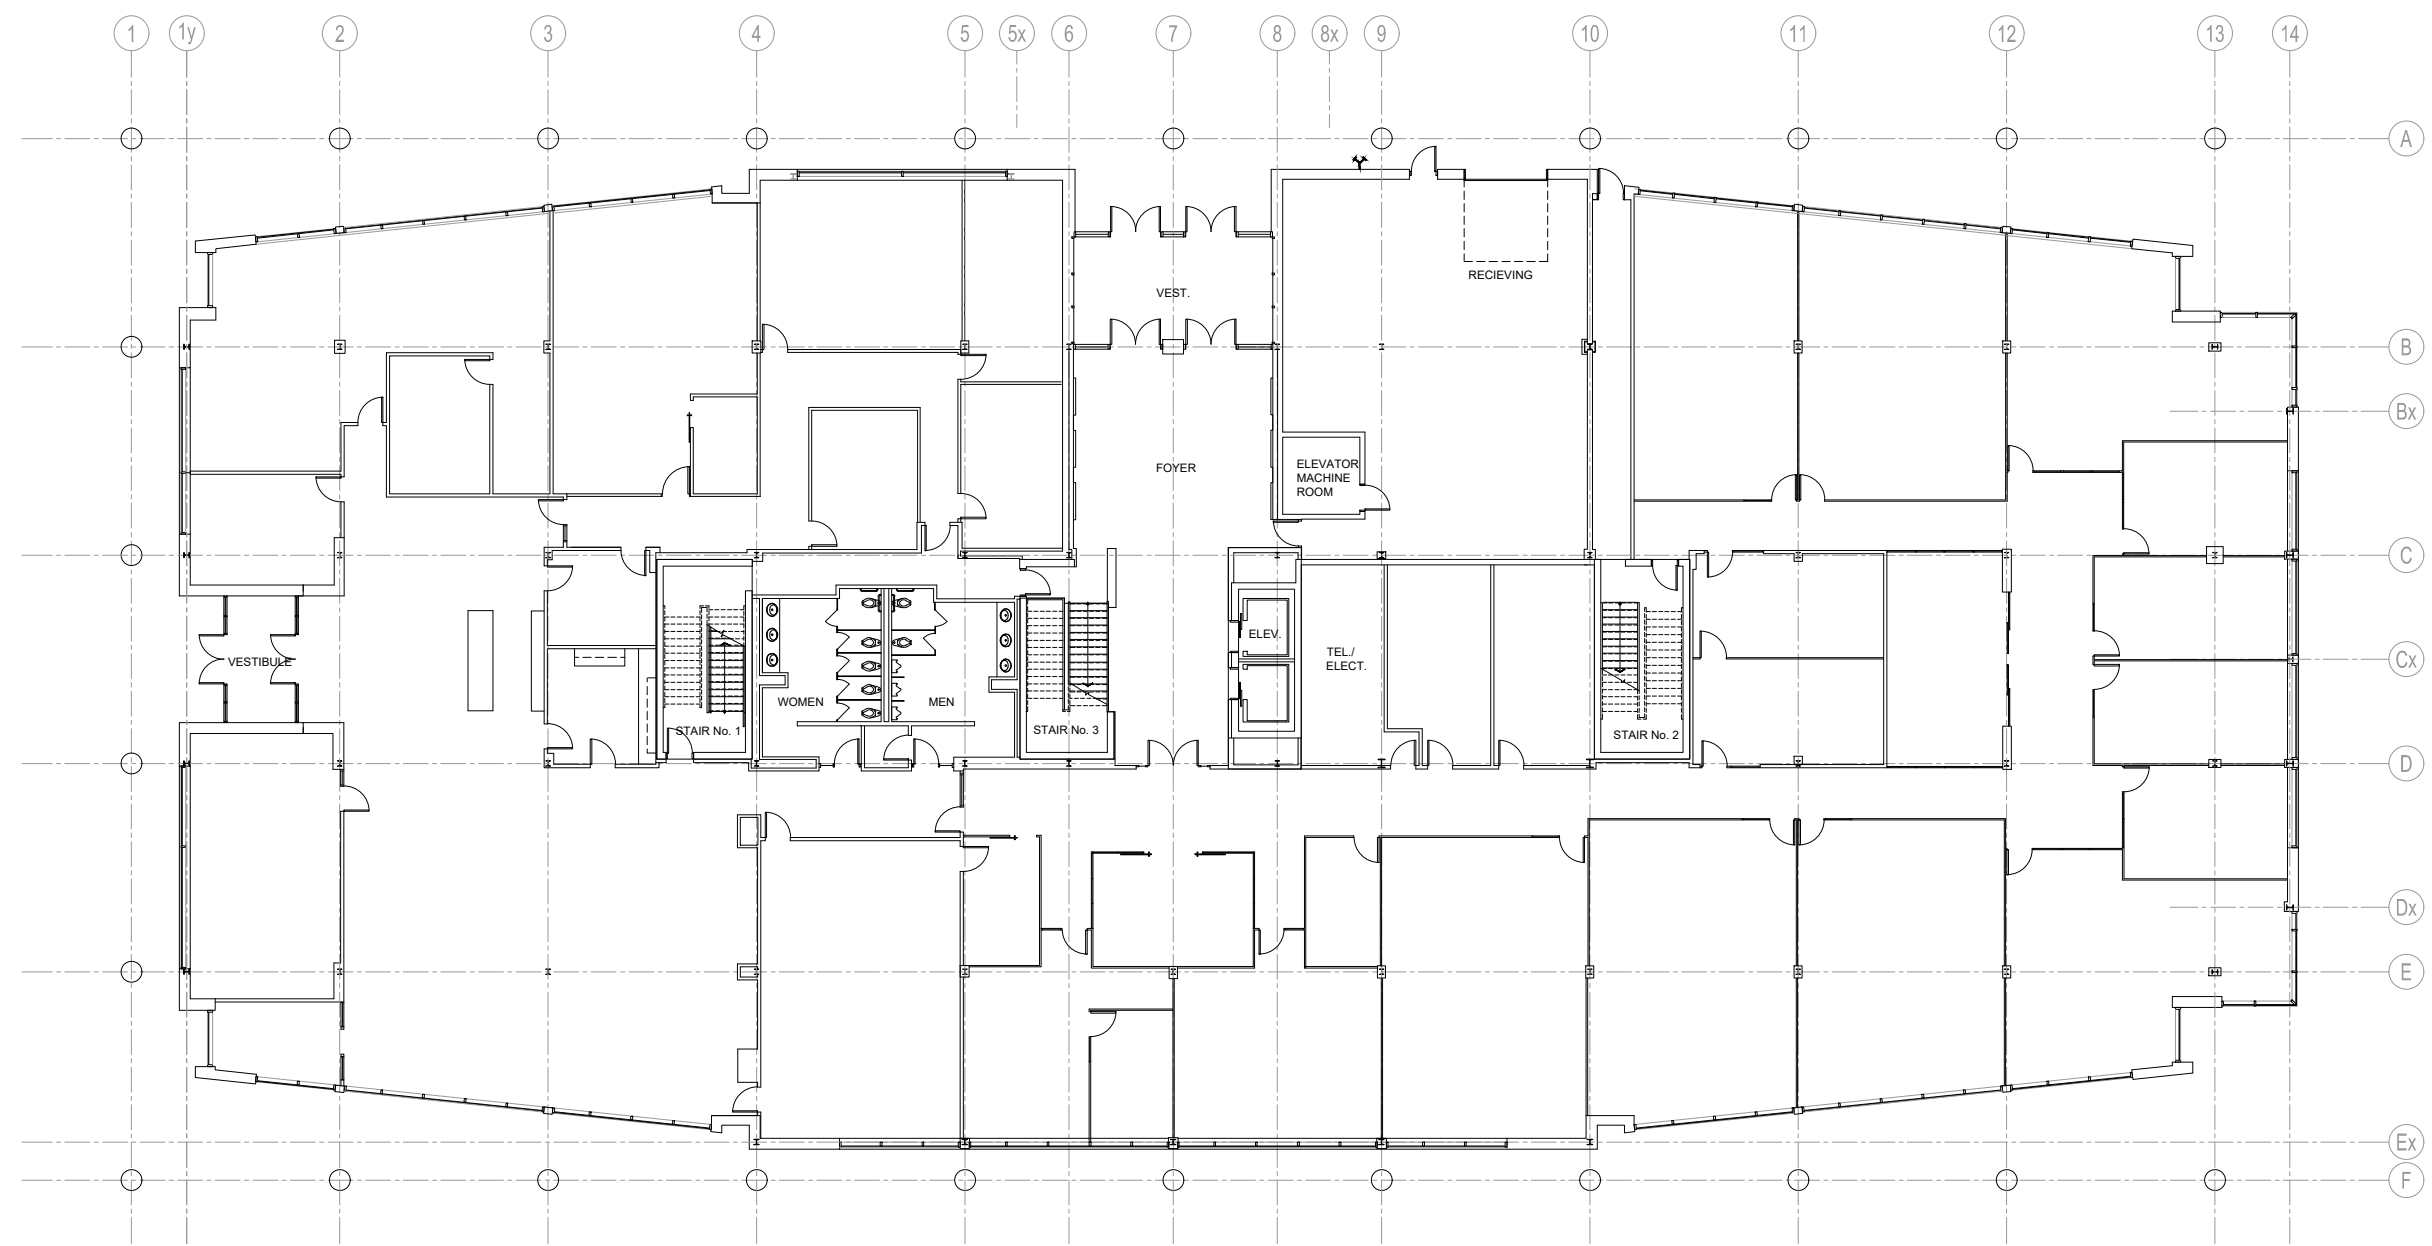 1
1y
2
3
4
5
5x
6
7
8
8x
9
10
11
12
13
14
A
RECIEVING
VEST.
B
Bx
FOYER
ELEVATOR
MACHINE
ROOM
C
ELEV.
VESTIBULE
TEL./
ELECT.
Cx
WOMEN
MEN
STAIR No. 1
STAIR No. 3
STAIR No. 2
D
Dx
E
Ex
F